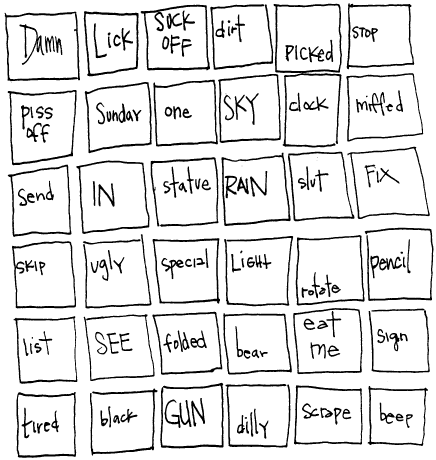 Damn Lick SUCK OFF dirt PICKED STOP
piss off Sunday one SKY clock miffed
Send IN statue RAIN slut FIX
SKIP ugly special LIGHT rotate pencil
list SEE folded bear eat me sign
tired black GUN dilly scrape beep